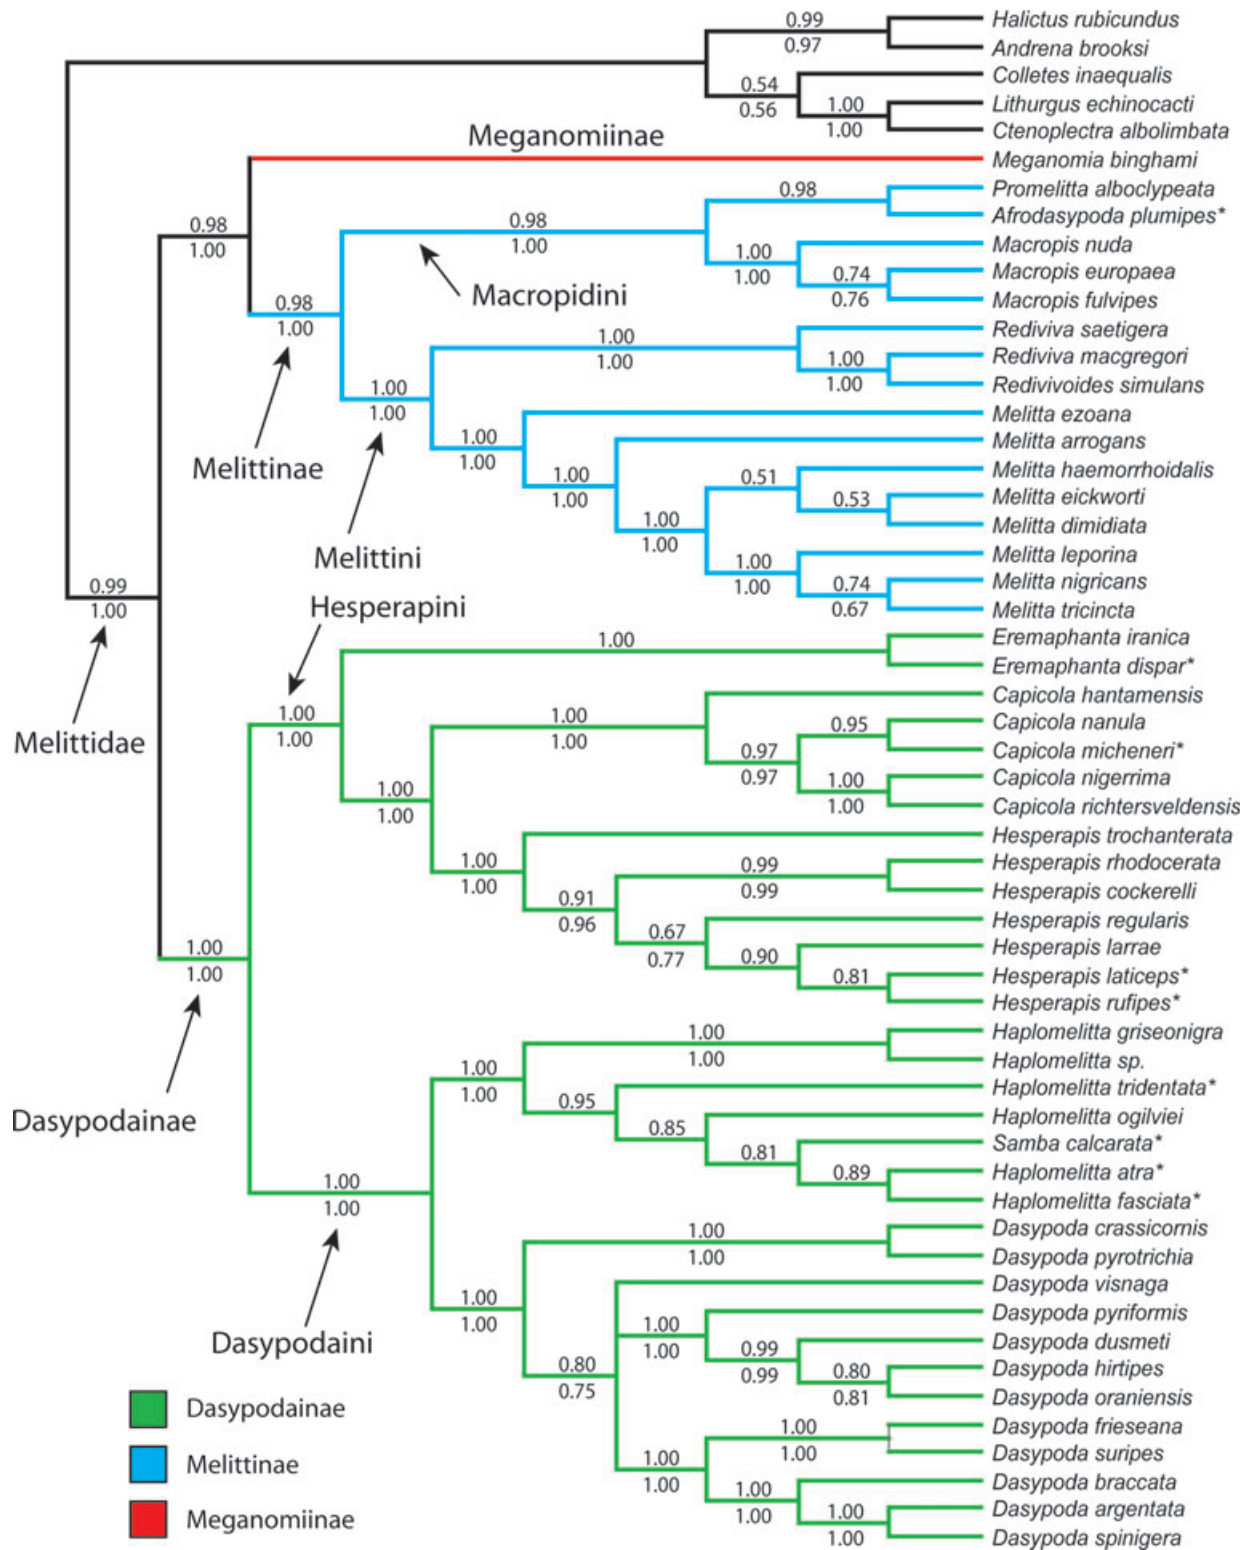 0.99
0.97
Halictus rubicundus
Andrena brooksi
0.54
0.56
Colletes inaequalis
1.00
1.00
Lithurgus echinocacti
Ctenoplectra albolimbata
Meganomiinae
Meganomia binghami
0.98
1.00
0.98
1.00
Melittinae
0.98
1.00
Macropidini
0.98
Promelitta alboclypeata
Afrodasypoda plumipes*
1.00
1.00
Macropis nuda
0.74
0.76
Macropis europaea
Macropis fulvipes
1.00
1.00
Melittini
1.00
1.00
Rediviva saetigera
1.00
1.00
Rediviva macgregori
Redivivoides simulans
1.00
1.00
Melitta ezoana
1.00
1.00
Melitta arrogans
1.00
1.00
0.51
Melitta haemorrhoidalis
0.53
Melitta eickworti
Melitta dimidiata
1.00
1.00
Melitta leporina
0.74
0.67
Melitta nigricans
Melitta tricincta
0.99
1.00
Melittidae
Hesperapini
1.00
1.00
1.00
Eremaphanta iranica
Eremaphanta dispar*
1.00
1.00
1.00
1.00
Capicola hantamensis
0.97
0.97
0.95
Capicola nanula
Capicola micheneri*
1.00
1.00
Capicola nigerrima
Capicola richtersveldensis
1.00
1.00
Hesperapis trochanterata
0.91
0.96
0.99
0.99
Hesperapis rhodocerata
Hesperapis cockerelli
0.67
0.77
Hesperapis regularis
0.90
Hesperapis larrae
0.81
Hesperapis laticeps*
Hesperapis rufipes*
1.00
1.00
Dasypodainae
1.00
1.00
Dasypodaini
1.00
1.00
1.00
1.00
Haplomelitta griseonigra
Haplomelitta sp.
0.95
Haplomelitta tridentata*
0.85
Haplomelitta ogilviei
0.81
Samba calcarata*
0.89
Haplomelitta atra*
Haplomelitta fasciata*
1.00
1.00
1.00
1.00
Dasypoda crassicornis
Dasypoda pyrotrichia
0.80
0.75
Dasypoda visnaga
1.00
1.00
Dasypoda pyriformis
0.99
0.99
Dasypoda dusmeti
0.80
0.81
Dasypoda hirtipes
Dasypoda oraniensis
1.00
1.00
1.00
1.00
Dasypoda frieseana
Dasypoda suripes
1.00
1.00
Dasypoda braccata
1.00
1.00
Dasypoda argentata
Dasypoda spinigera
Dasypodainae
Melittinae
Meganomiinae